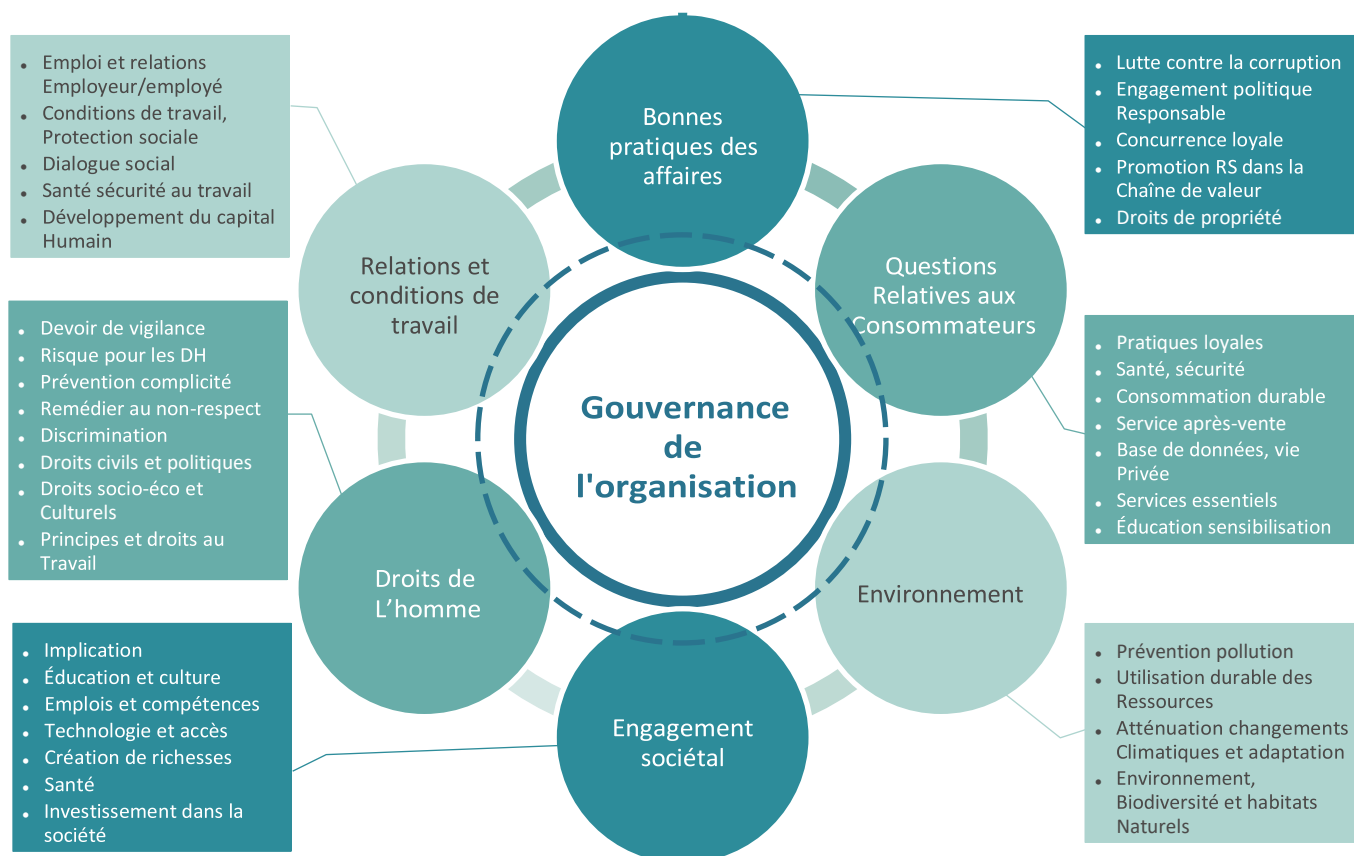 • Emploi et relations
Employeur/employé
• Conditions de travail,
Protection sociale
• Dialogue social
• Santé sécurité au travail
• Développement du capital
Humain
• Devoir de vigilance
• Risque pour les DH
• Prévention complicité
• Remédier au non-respect
• Discrimination
• Droits civils et politiques
• Droits socio-éco et
Culturels
• Principes et droits au
Travail
• Implication
• Éducation et culture
• Emplois et compétences
• Technologie et accès
• Création de richesses
• Santé
• Investissement dans la
société
Bonnes
pratiques des
affaires
Relations et
conditions de
travail
Questions
Relatives aux
Consommateurs
Gouvernance
de
l'organisation
Droits de
L’homme
Environnement
Engagement
sociétal
• Lutte contre la corruption
• Engagement politique
Responsable
• Concurrence loyale
• Promotion RS dans la
Chaîne de valeur
• Droits de propriété
• Pratiques loyales
• Santé, sécurité
• Consommation durable
• Service après-vente
• Base de données, vie
Privée
• Services essentiels
• Éducation sensibilisation
• Prévention pollution
• Utilisation durable des
Ressources
• Atténuation changements
Climatiques et adaptation
• Environnement,
Biodiversité et habitats
Naturels